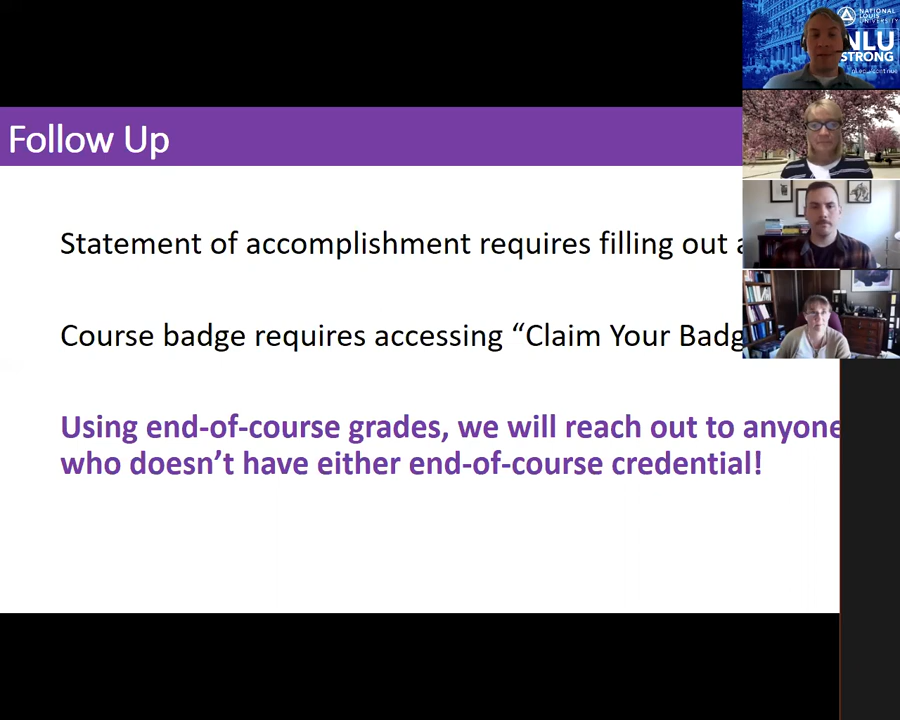 Follow Up
Statement of accomplishment requires filling out
Course badge requires accessing “Claim Your
Using end-of-course grades, we will reach out to anyone
who doesn’t have either end-of-course credential!
NATIONAL
LOUIS
UNIVERSITY
NLU
STRONG